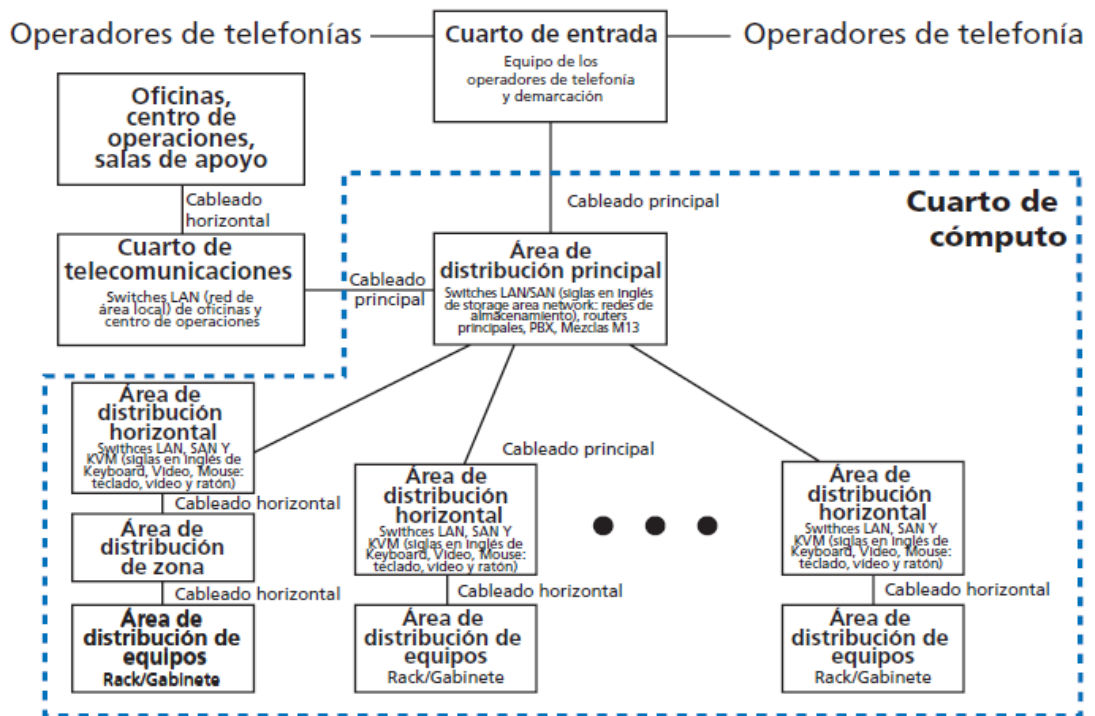 Operadores de telefonías
Cuarto de entrada
Equipo de los
operadores de telefonía
y demarcación
Operadores de telefonía
Oficinas,
centro de
operaciones,
salas de apoyo
Cableado
horizontal
Cableado principal
Cuarto de
cómputo
Cuarto de
telecomunicaciones
Switches LAN (red de
área local) de oficinas y
centro de operaciones
Cableado
principal
Área de
distribución principal
Switches LAN/SAN (siglas en inglés
de storage area network: redes de
almacenamiento), routers
principales, PBX, Mezclas M13
Área de
distribución
horizontal
Swithces LAN, SAN Y
KVM (siglas en inglés de
Keyboard, Video, Mouse:
teclado, video y ratón)
Cableado horizontal
Área de
distribución
de zona
Cableado horizontal
Área de
distribución de
equipos
Rack/Gabinete
Cableado principal
Área de
distribución
horizontal
Swithces LAN, SAN Y
KVM (siglas en inglés de
Keyboard, Video, Mouse:
teclado, video y ratón)
Cableado horizontal
Área de
distribución de
equipos
Rack/Gabinete
Área de
distribución
horizontal
Swithces LAN, SAN Y
KVM (siglas en inglés de
Keyboard, Video, Mouse:
teclado, video y ratón)
Cableado horizontal
Área de
distribución de
equipos
Rack/Gabinete